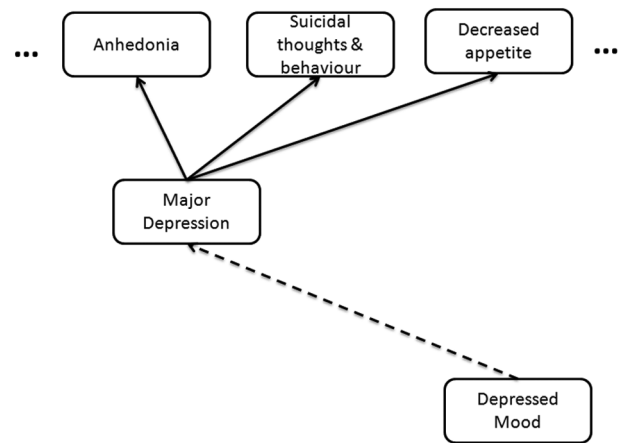 ... Anhedonia
Suicidal
thoughts &
behaviour
Decreased
appetite ...
Major
Depression
Depressed
Mood